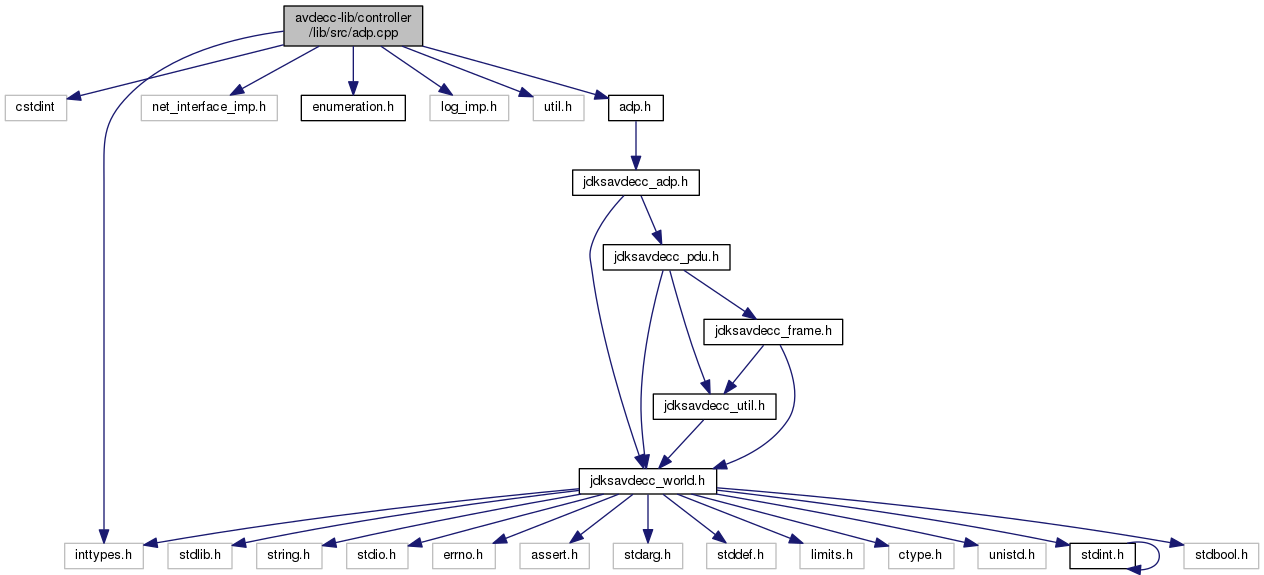 avdecc-lib/controller
/lib/src/adp.cpp
cstdint
net_interface_imp.h
enumeration.h
log_imp.h
util.h
adp.h
jdksavdecc_adp.h
jdksavdecc_pdu.h
jdksavdecc_frame.h
jdksavdecc_util.h
jdksavdecc_world.h
inttypes.h
stdlib.h
string.h
stdio.h
errno.h
assert.h
stdarg.h
stddef.h
limits.h
ctype.h
unistd.h
stdint.h
stdbool.h